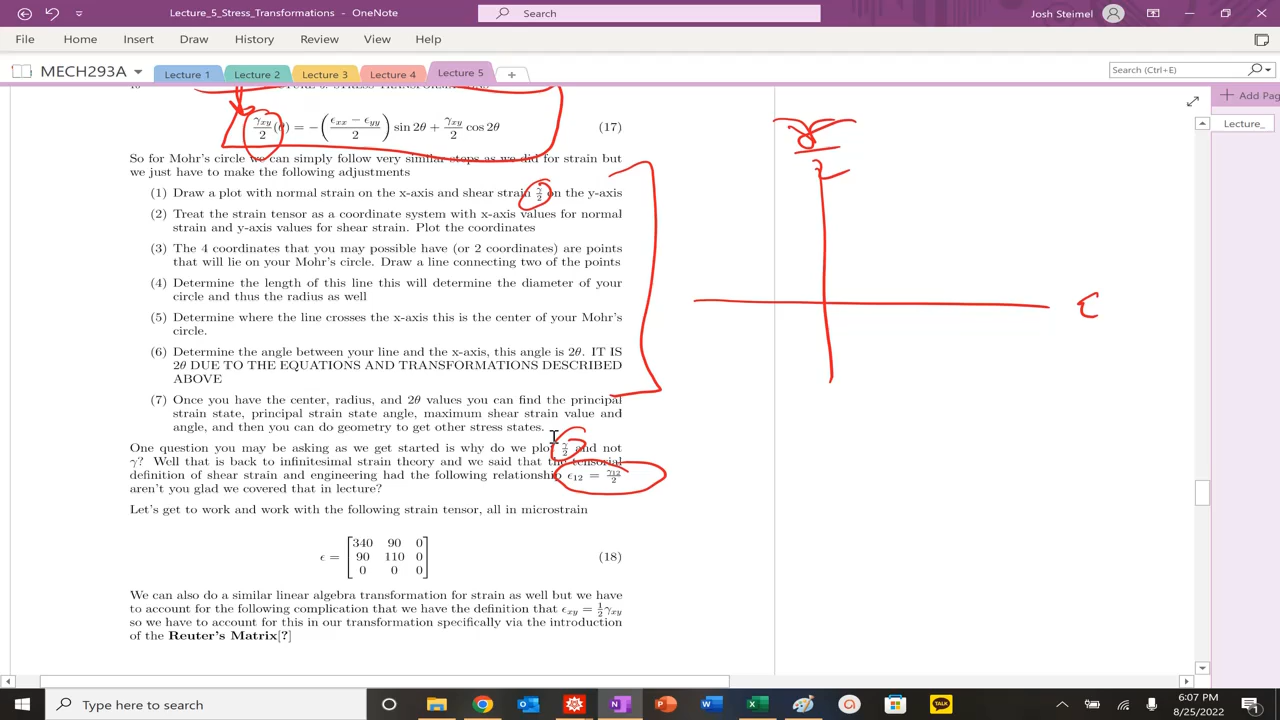 Lecture_5_Stress_Transformations - OneNote
Search
Josh Steimel
File Home Insert Draw History Review View Help
MECH293A
Lecture 1 Lecture 2 Lecture 3 Lecture 4 Lecture 5
Search (Ctrl+E)
Add Pag
Lecture_
γxy/2 (θ) = −((ϵxx − ϵyy)/2) sin 2θ + γxy/2 cos 2θ (17)
So for Mohr's circle we can simply follow very similar steps as we did for strain but
we just have to make the following adjustments
(1) Draw a plot with normal strain on the x-axis and shear strain γ/2 on the y-axis
(2) Treat the strain tensor as a coordinate system with x-axis values for normal
strain and y-axis values for shear strain. Plot the coordinates
(3) The 4 coordinates that you may possible have (or 2 coordinates) are points
that will lie on your Mohr's circle. Draw a line connecting two of the points
(4) Determine the length of this line this will determine the diameter of your
circle and thus the radius as well
(5) Determine where the line crosses the x-axis this is the center of your Mohr's
circle.
(6) Determine the angle between your line and the x-axis, this angle is 2θ. IT IS
2θ DUE TO THE EQUATIONS AND TRANSFORMATIONS DESCRIBED
ABOVE
(7) Once you have the center, radius, and 2θ values you can find the principal
strain state, principal strain state angle, maximum shear strain value and
angle, and then you can do geometry to get other stress states.
One question you may be asking as we get started is why do we plot γ/2 and not
γ? Well that is back to infinitesimal strain theory and we said that the tensorial
definition of shear strain and engineering had the following relationship ϵ12 = γ12/2
aren't you glad we covered that in lecture?
Let's get to work and work with the following strain tensor, all in microstrain
ϵ = [340 90 0
90 110 0
0 0 0] (18)
We can also do a similar linear algebra transformation for strain as well but we have
to account for the following complication that we have the definition that ϵxy = ½γxy
so we have to account for this in our transformation specifically via the introduction
of the Reuter's Matrix[?]
γ
2
ε
Type here to search
TALK
6:07 PM
8/25/2022